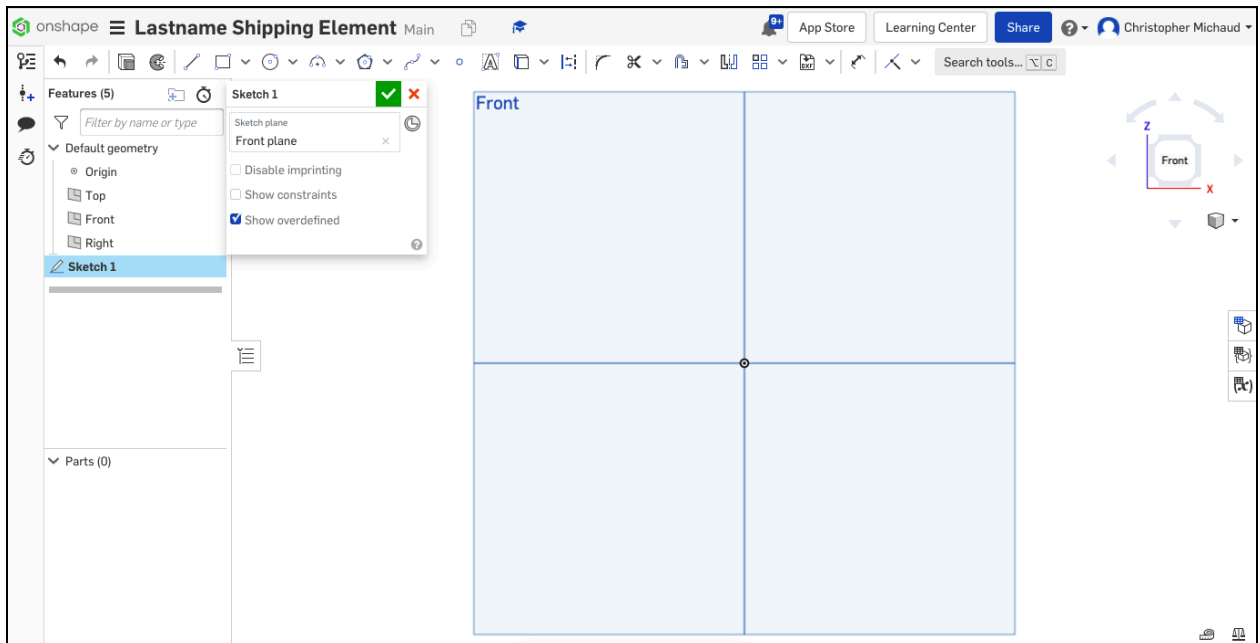 onshape Lastname Shipping Element Main 9+ App Store Learning Center Share Christopher Michaud
DXF Search tools... ⌥ C
Features (5)
Filter by name or type
Default geometry
Origin
Top
Front
Right
Sketch 1
Parts (0)
Sketch 1
Sketch plane
Front plane
Disable imprinting
Show constraints
Show overdefined
Front
Z
Front
X